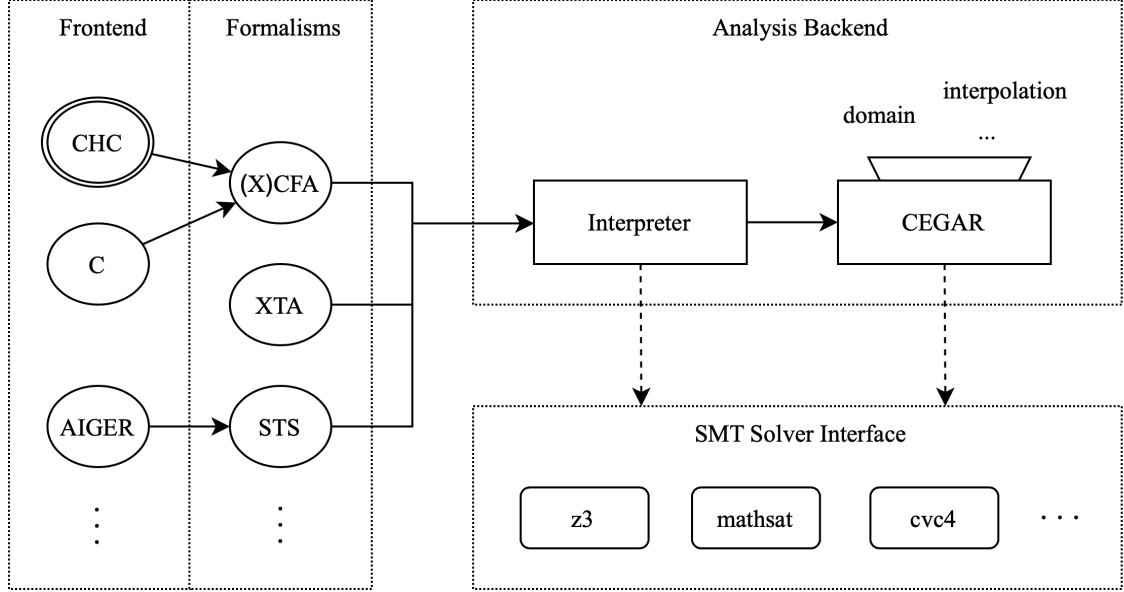 Frontend
Formalisms
CHC
C
AIGER
(X)CFA
XTA
STS
Analysis Backend
interpolation
domain
...
Interpreter
CEGAR
SMT Solver Interface
z3
mathsat
cvc4
...